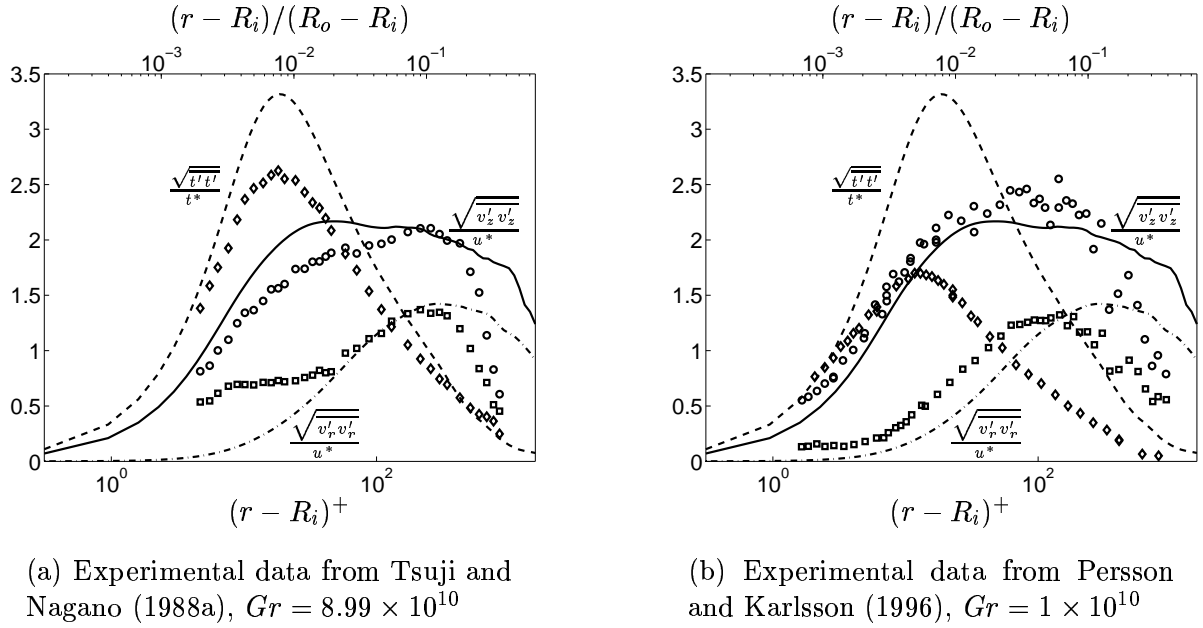 (r − R_i)/(R_o − R_i)
10^−3 10^−2 10^−1
3.5
3
2.5
2
1.5
1
0.5
0
√(t′t′)‾ / t*
√(v′_z v′_z)‾ / u*
√(v′_r v′_r)‾ / u*
10^0 10^2
(r − R_i)^+
(a) Experimental data from Tsuji and
Nagano (1988a), Gr = 8.99 × 10^10
(r − R_i)/(R_o − R_i)
10^−3 10^−2 10^−1
3.5
3
2.5
2
1.5
1
0.5
0
√(t′t′)‾ / t*
√(v′_z v′_z)‾ / u*
√(v′_r v′_r)‾ / u*
10^0 10^2
(r − R_i)^+
(b) Experimental data from Persson
and Karlsson (1996), Gr = 1 × 10^10